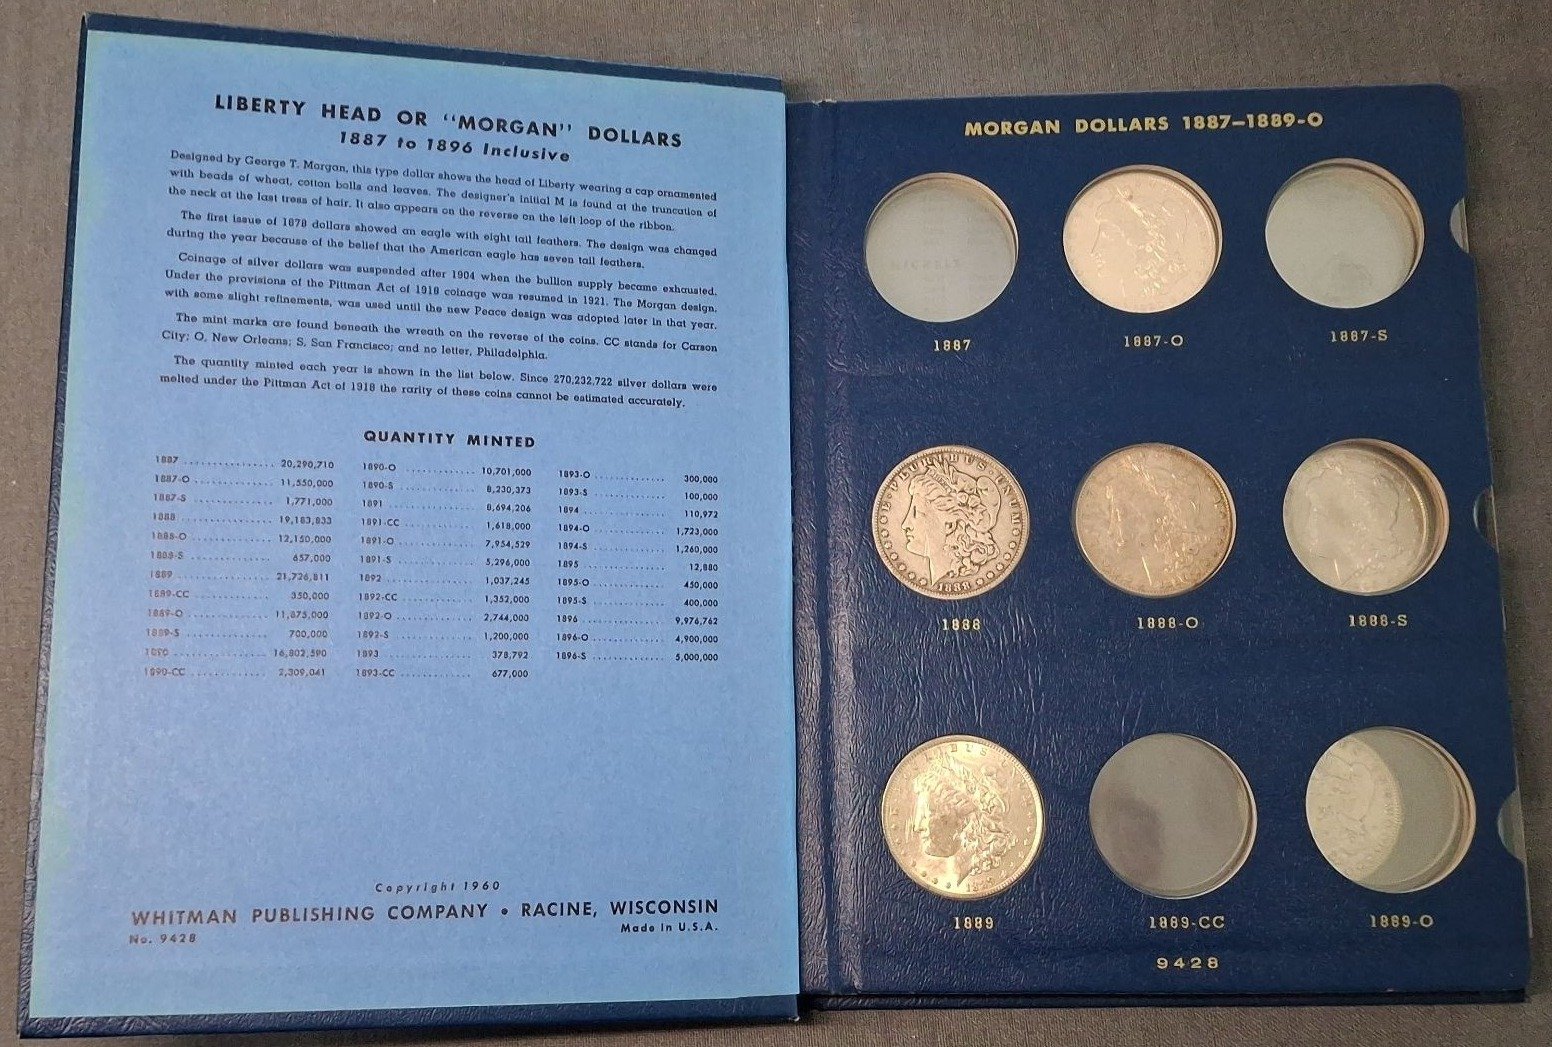 LIBERTY HEAD OR "MORGAN" DOLLARS
1887 to 1896 Inclusive
Designed by George T. Morgan, this type dollar shows the head of Liberty wearing a cap ornamented
with beads of wheat, cotton bolls and leaves. The designer's initial M is found at the truncation of
the neck at the last tress of hair. It also appears on the reverse on the left loop of the ribbon.
The first issue of 1878 dollars showed an eagle with eight tail feathers. The design was changed
during the year because of the belief that the American eagle has seven tail feathers.
Coinage of silver dollars was suspended after 1904 when the bullion supply became exhausted.
Under the provisions of the Pittman Act of 1918 coinage was resumed in 1921. The Morgan design,
with some slight refinements, was used until the new Peace design was adopted later in that year.
The mint marks are found beneath the wreath on the reverse of the coins. CC stands for Carson
City; O, New Orleans; S, San Francisco; and no letter, Philadelphia.
The quantity minted each year is shown in the list below. Since 270,232,722 silver dollars were
melted under the Pittman Act of 1918 the rarity of these coins cannot be estimated accurately.
QUANTITY MINTED
1887 ................ 20,290,710
1887-O ............. 11,550,000
1887-S ............. 1,771,000
1888 ................ 19,183,833
1888-O ............. 12,150,000
1888-S ............. 657,000
1889 ................ 21,726,811
1889-CC ........... 350,000
1889-O ............. 11,875,000
1889-S ............. 700,000
1890 ................ 16,802,590
1890-CC ........... 2,309,041
1890-O ............. 10,701,000
1890-S ............. 8,230,373
1891 ................ 8,694,206
1891-CC ........... 1,618,000
1891-O ............. 7,954,529
1891-S ............. 5,296,000
1892 ................ 1,037,245
1892-CC ........... 1,352,000
1892-O ............. 2,744,000
1892-S ............. 1,200,000
1893 ................ 378,792
1893-CC ........... 677,000
1893-O ............. 300,000
1893-S ............. 100,000
1894 ................ 110,972
1894-O ............. 1,723,000
1894-S ............. 1,260,000
1895 ................ 12,880
1895-O ............. 450,000
1895-S ............. 400,000
1896 ................ 9,976,762
1896-O ............. 4,900,000
1896-S ............. 5,000,000
Copyright 1960
WHITMAN PUBLISHING COMPANY • RACINE, WISCONSIN
No. 9428
Made in U.S.A.
MORGAN DOLLARS 1887–1889-O
1887
1887-O
1887-S
E·PLURIBUS·UNUM
1888
1888
1888-O
1888-S
1889
1889-CC
1889-O
9428